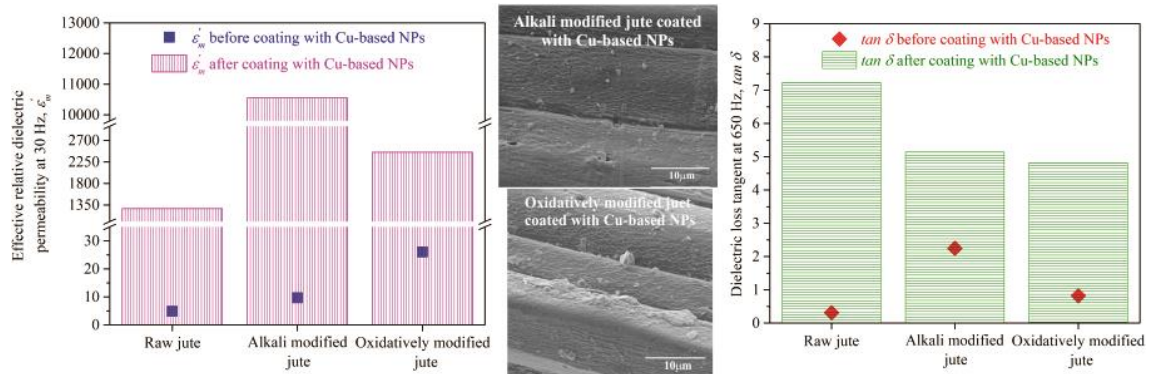 Effective relative dielectric
permeability at 30 Hz, ε'm
13000
12000
11000
10000
2700
2250
1800
1350
30
20
10
0
ε'm before coating with Cu-based NPs
ε'm after coating with Cu-based NPs
Raw jute
Alkali modified
jute
Oxidatively modified
jute
Alkali modified jute coated
with Cu-based NPs
10μm
Oxidatively modified juet
coated with Cu-based NPs
10μm
Dielectric loss tangent at 650 Hz, tan δ
9
8
7
6
5
4
3
2
1
0
tan δ before coating with Cu-based NPs
tan δ after coating with Cu-based NPs
Raw jute
Alkali modified
jute
Oxidatively modified
jute